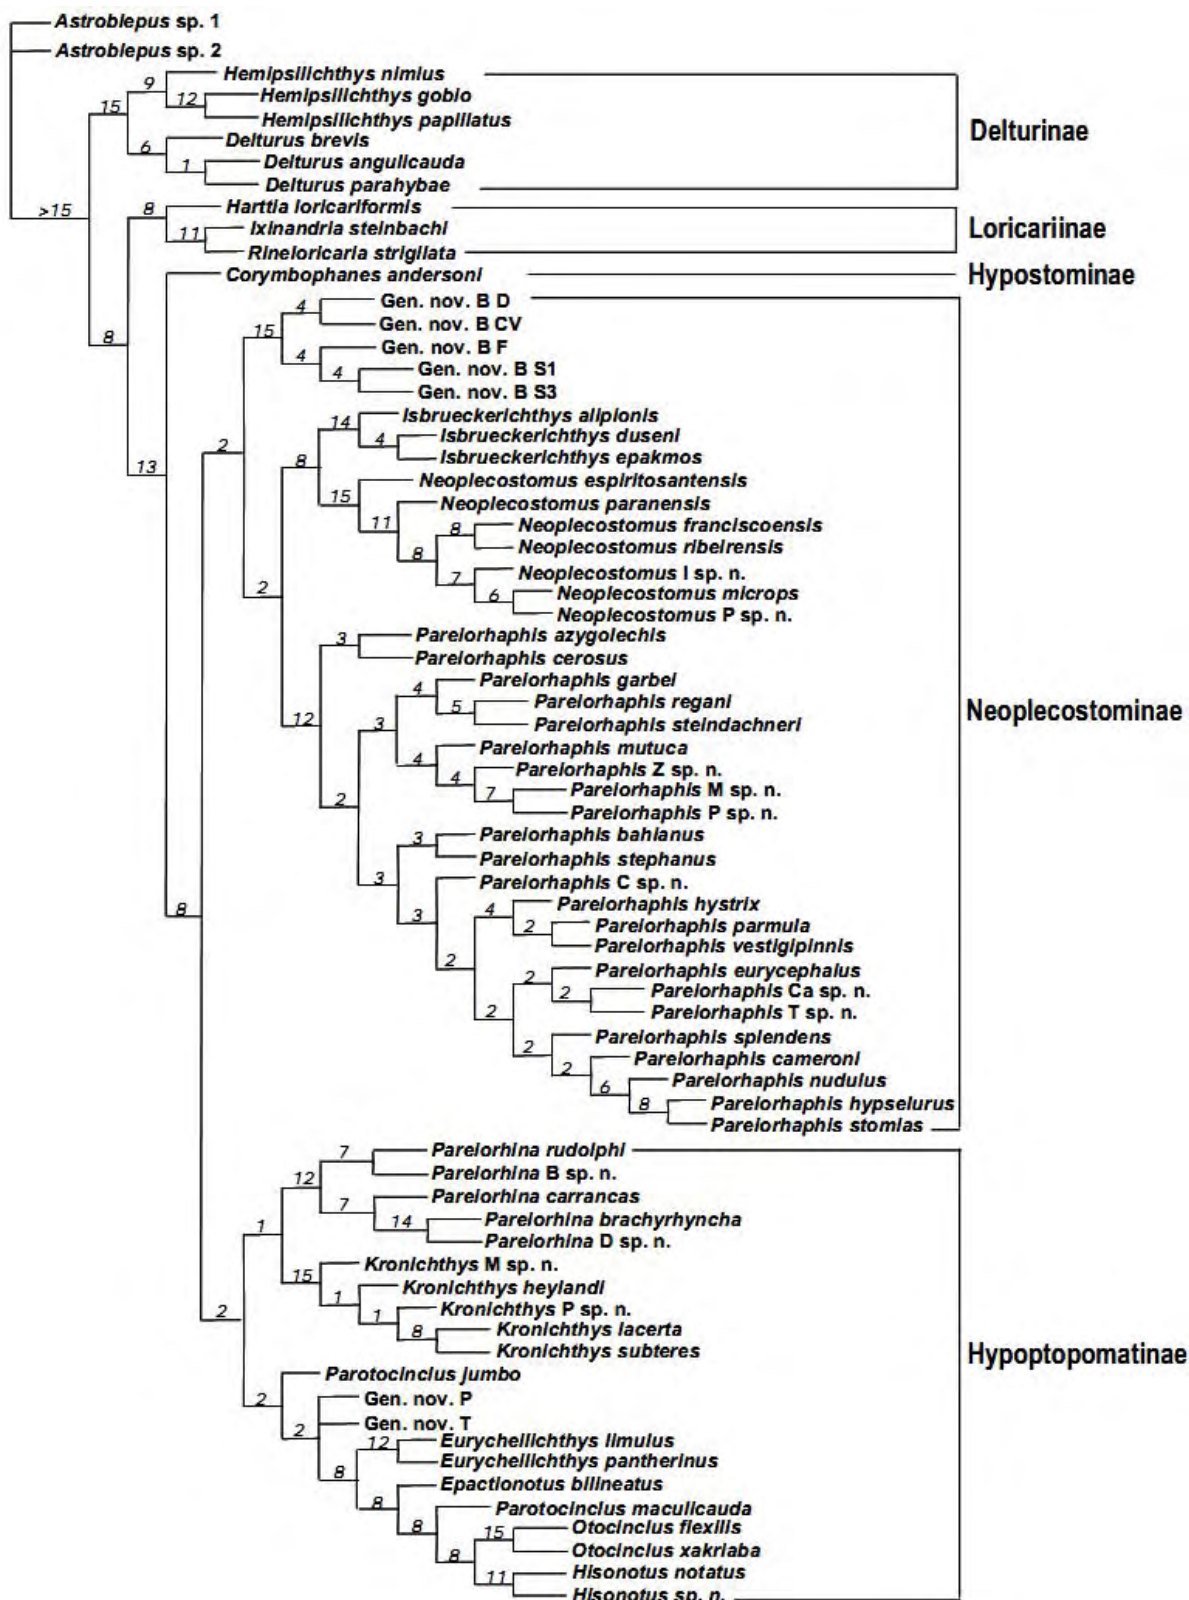 Astroblepus sp. 1
Astroblepus sp. 2
Hemipsilichthys nimius
9
12
Hemipsilichthys gobio
15
Hemipsilichthys papillatus
Delturinae
Delturus brevis
6
Delturus angulicauda
1
Delturus parahybae
>15
8
Harttia loricariformis
Ixinandria steinbachi
Loricariinae
11
Rineloricaria strigilata
Corymbophanes andersoni
Hypostominae
Gen. nov. B D
4
Gen. nov. B CV
15
8
Gen. nov. B F
4
Gen. nov. B S1
4
Gen. nov. B S3
Isbrueckerichthys alipionis
14
Isbrueckerichthys duseni
4
2
Isbrueckerichthys epakmos
13
8
Neoplecostomus espiritosantensis
15
Neoplecostomus paranensis
11
Neoplecostomus franciscoensis
8
Neoplecostomus ribeirensis
8
Neoplecostomus I sp. n.
7
Neoplecostomus microps
2
6
Neoplecostomus P sp. n.
Pareiorhaphis azygolechis
3
Pareiorhaphis cerosus
Pareiorhaphis garbei
4
Pareiorhaphis regani
5
12
3
Pareiorhaphis steindachneri
Neoplecostominae
Pareiorhaphis mutuca
4
Pareiorhaphis Z sp. n.
4
Pareiorhaphis M sp. n.
2
7
Pareiorhaphis P sp. n.
Pareiorhaphis bahianus
3
Pareiorhaphis stephanus
3
Pareiorhaphis C sp. n.
Pareiorhaphis hystrix
8
3
4
Pareiorhaphis parmula
2
Pareiorhaphis vestigipinnis
2
Pareiorhaphis eurycephalus
2
Pareiorhaphis Ca sp. n.
2
Pareiorhaphis T sp. n.
2
Pareiorhaphis splendens
2
Pareiorhaphis cameroni
2
Pareiorhaphis nudulus
6
Pareiorhaphis hypselurus
8
Pareiorhaphis stomias
Pareiorhina rudolphi
7
Pareiorhina B sp. n.
12
Pareiorhina carrancas
7
Pareiorhina brachyrhyncha
1
14
Pareiorhina D sp. n.
Kronichthys M sp. n.
15
Kronichthys heylandi
1
Kronichthys P sp. n.
2
1
Kronichthys lacerta
8
Kronichthys subteres
Hypoptopomatinae
Parotocinclus jumbo
Gen. nov. P
2
Gen. nov. T
2
Eurycheilichthys limulus
12
Eurycheilichthys pantherinus
8
Epactionotus bilineatus
8
Parotocinclus maculicauda
8
Otocinclus flexilis
15
Otocinclus xakriaba
8
Hisonotus notatus
11
Hisonotus sp. n.